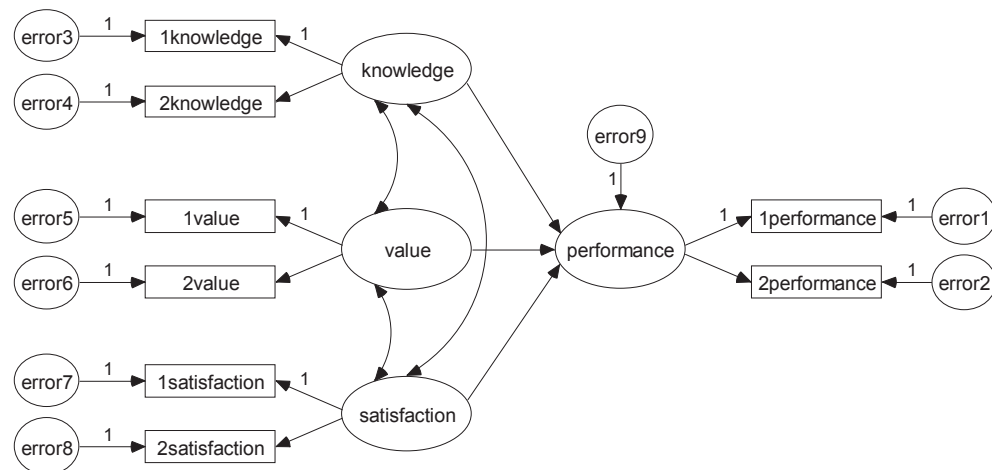 error3
1
1knowledge
1
knowledge
error4
1
2knowledge
error9
1
error5
1
1value
1
value
error6
1
2value
performance
1
1performance
1
error1
2performance
1
error2
error7
1
1satisfaction
1
satisfaction
error8
1
2satisfaction